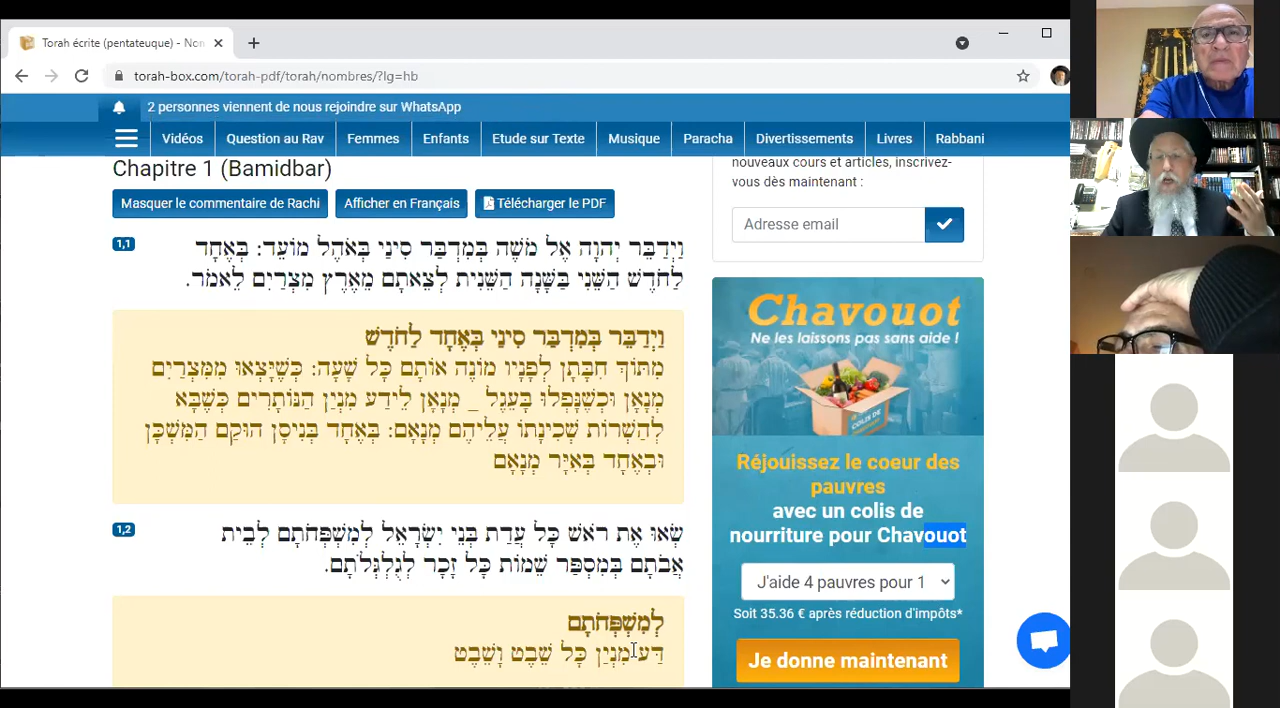 Torah écrite (pentateuque) - Non
torah-box.com/torah-pdf/torah/nombres/?lg=hb
2 personnes viennent de nous rejoindre sur WhatsApp
Vidéos Question au Rav Femmes Enfants Etude sur Texte Musique Paracha Divertissements Livres Rabbani
Chapitre 1 (Bamidbar)
Masquer le commentaire de Rachi Afficher en Français Télécharger le PDF
1,1
וַיְדַבֵּר יְהוָה אֶל מֹשֶׁה בְּמִדְבַּר סִינַי בְּאֹהֶל מוֹעֵד: בְּאֶחָד
לַחֹדֶשׁ הַשֵּׁנִי בַּשָּׁנָה הַשֵּׁנִית לְצֵאתָם מֵאֶרֶץ מִצְרַיִם לֵאמֹר.
וַיְדַבֵּר בְּמִדְבַּר סִינַי בְּאֶחָד לַחֹדֶשׁ
מִתּוֹךְ חִבָּתָן לְפָנָיו מוֹנֶה אוֹתָם כָּל שָׁעָה: כְּשֶׁיָּצְאוּ מִמִּצְרַיִם
מְנָאָן וּכְשֶׁנָּפְלוּ בָּעֵגֶל _ מְנָאָן לֵידַע מִנְיַן הַנּוֹתָרִים כְּשֶׁבָּא
לְהַשְׁרוֹת שְׁכִינָתוֹ עֲלֵיהֶם מְנָאָם: בְּאֶחָד בְּנִיסָן הוּקַם הַמִּשְׁכָּן
וּבְאֶחָד בְּאִיָּר מְנָאָם
1,2
שְׂאוּ אֶת רֹאשׁ כָּל עֲדַת בְּנֵי יִשְׂרָאֵל לְמִשְׁפְּחֹתָם לְבֵית
אֲבֹתָם בְּמִסְפַּר שֵׁמוֹת כָּל זָכָר לְגֻלְגְּלֹתָם.
לְמִשְׁפְּחֹתָם
דַּע מִנְיַן כָּל שֵׁבֶט וָשֵׁבֶט
nouveaux cours et articles, inscrivez-
vous dès maintenant :
Adresse email
Chavouot
Ne les laissons pas sans aide !
COLIS DE
Réjouissez le coeur des
pauvres
avec un colis de
nourriture pour Chavouot
J'aide 4 pauvres pour 1
Soit 35.36 € après réduction d'impôts*
Je donne maintenant